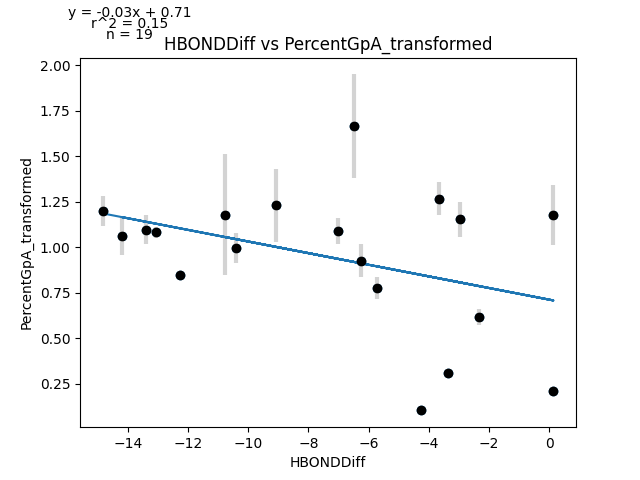 y = -0.03x + 0.71
r^2 = 0.15
n = 19
HBONDDiff vs PercentGpA_transformed
2.00
1.75
1.50
1.25
1.00
0.75
0.50
0.25
PercentGpA_transformed
−14 −12 −10 −8 −6 −4 −2 0
HBONDDiff